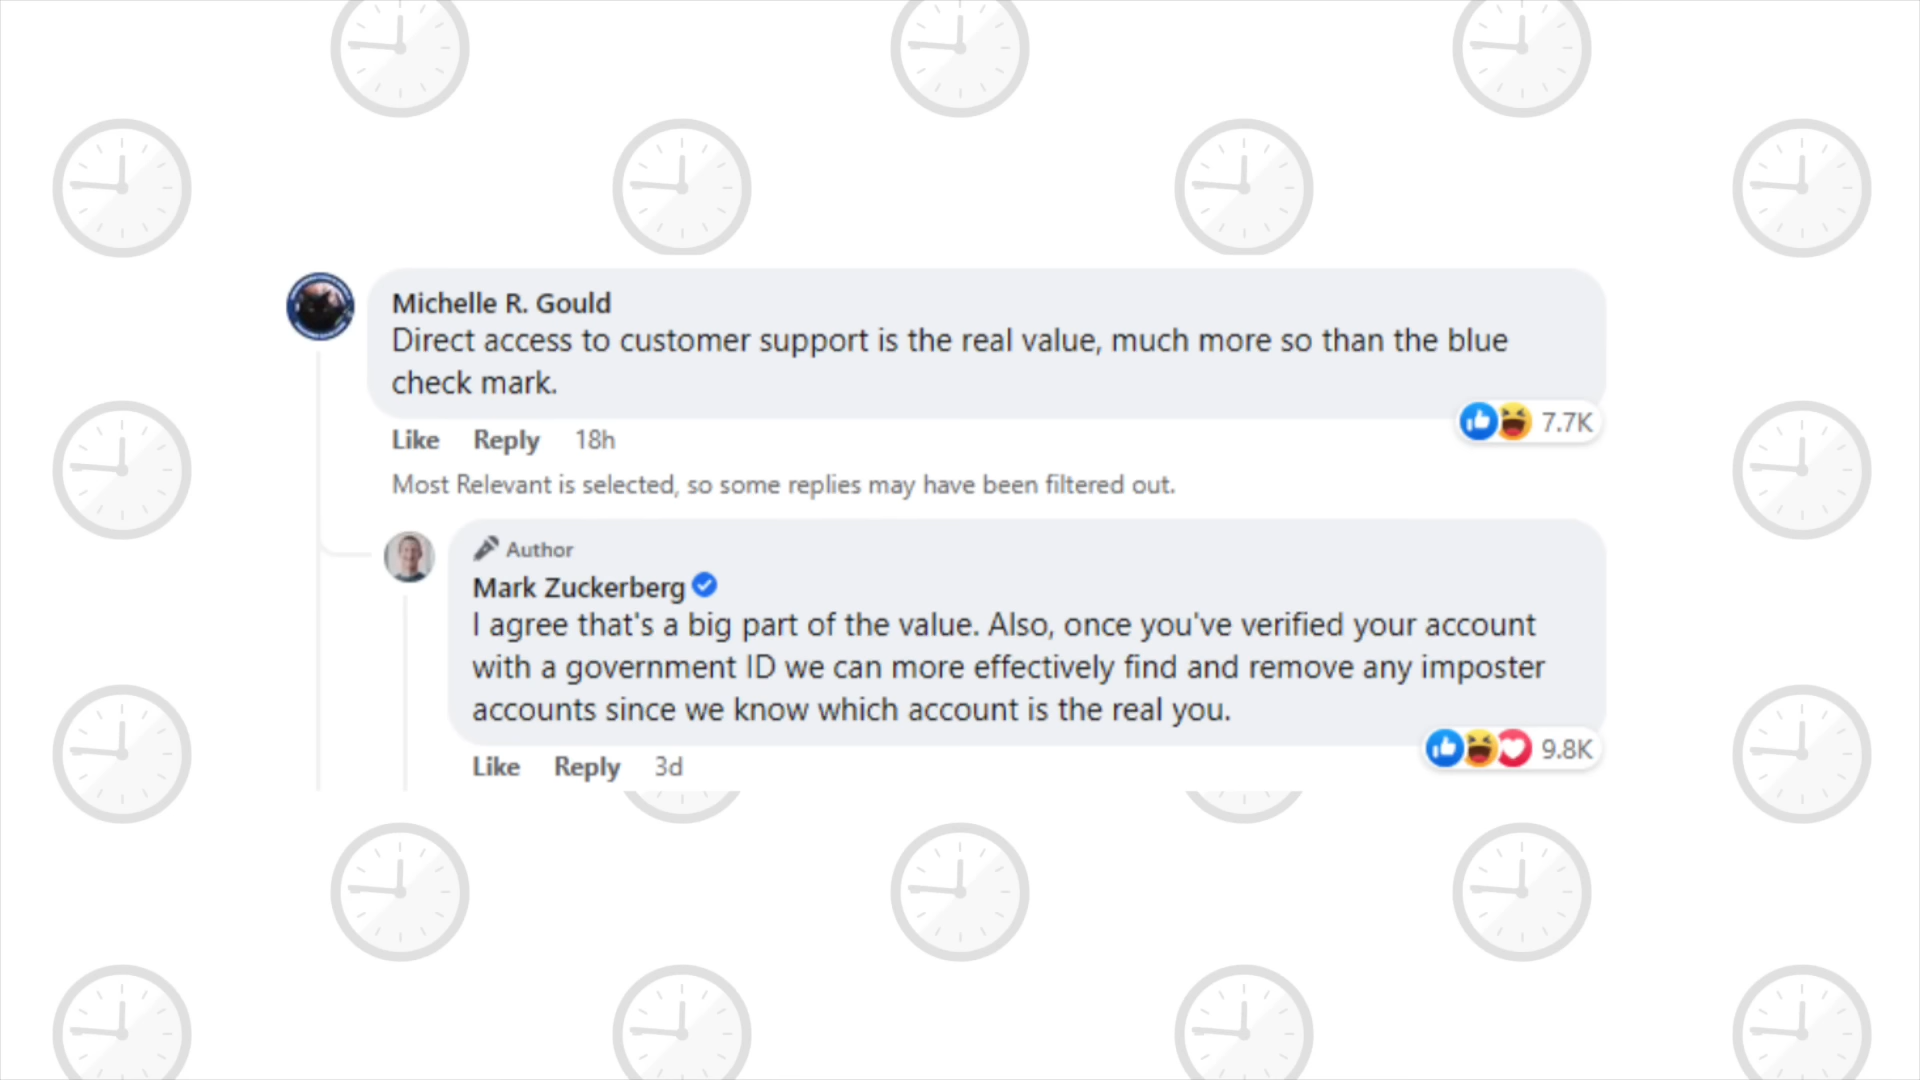 Michelle R. Gould
Direct access to customer support is the real value, much more so than the blue
check mark.
7.7K
Like Reply 18h
Most Relevant is selected, so some replies may have been filtered out.
Author
Mark Zuckerberg
I agree that's a big part of the value. Also, once you've verified your account
with a government ID we can more effectively find and remove any imposter
accounts since we know which account is the real you.
9.8K
Like Reply 3d